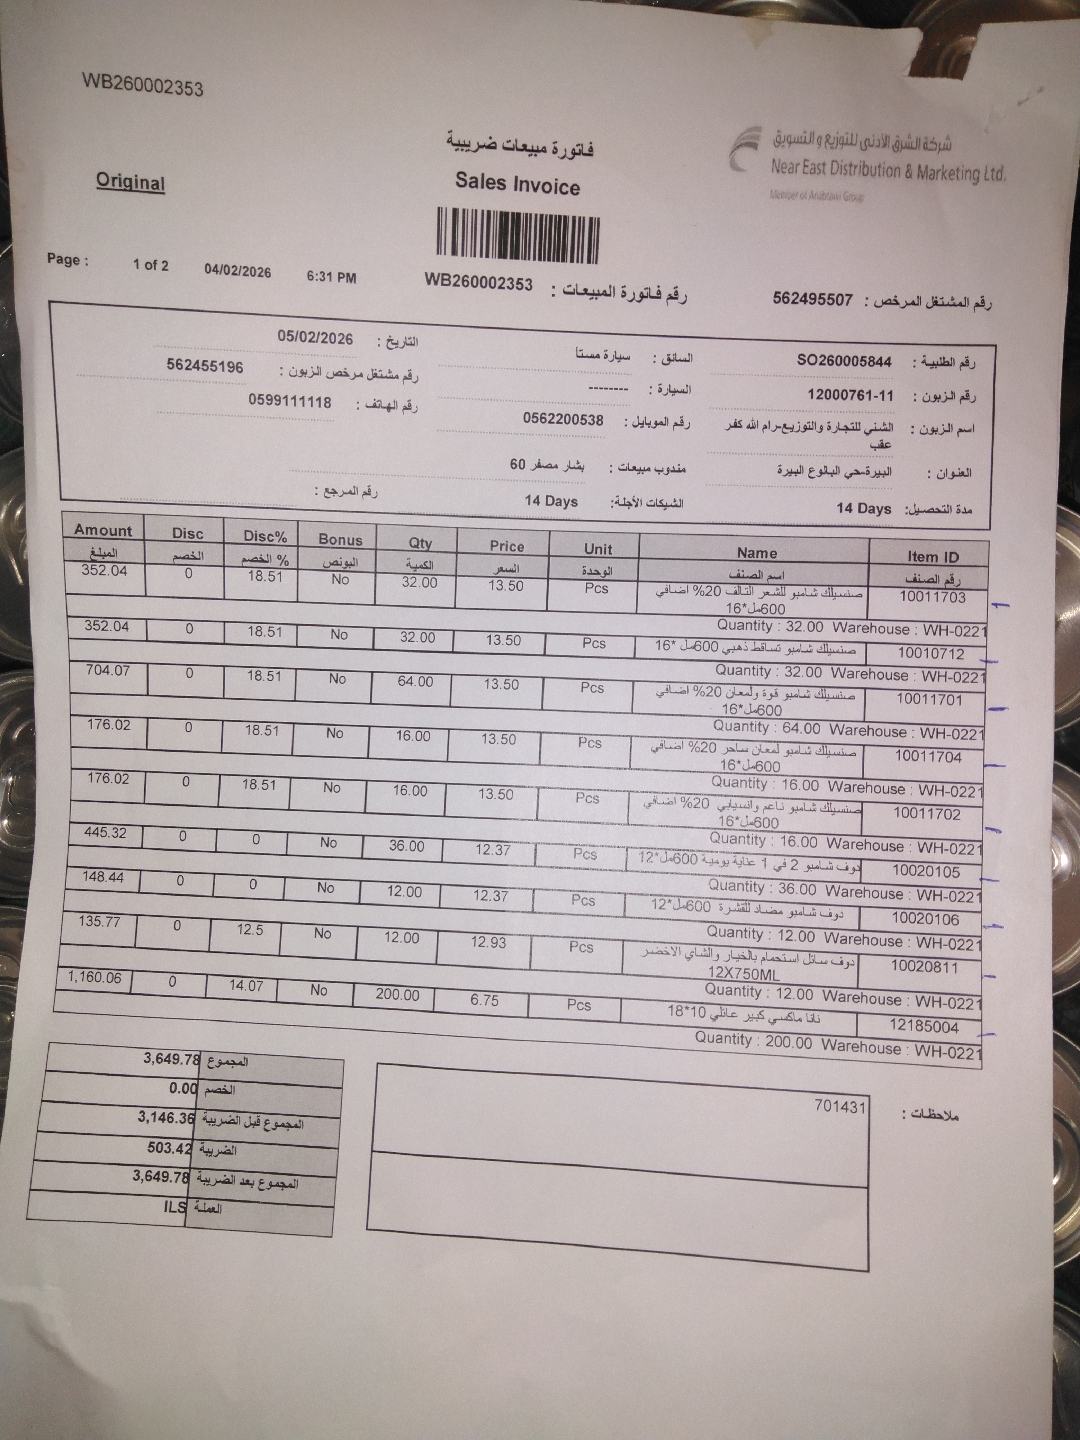 WB260002353
شركة الشرق الأدنى للتوزيع والتسويق
Near East Distribution & Marketing Ltd.
Member of Anabtawi Group
فاتورة مبيعات ضريبية
Original
Sales Invoice
Page : 1 of 2 04/02/2026 6:31 PM
رقم فاتورة المبيعات : WB260002353
رقم المشتغل المرخص : 562495507
رقم الطلبية : SO260005844 السائق : سيارة مستأ التاريخ : 05/02/2026
رقم الزبون : 12000761-11 السيارة : -------- رقم مشتغل مرخص الزبون : 562455196
اسم الزبون : الشني للتجارة والتوزيع-رام الله كفر عقب رقم الموبايل : 0562200538 رقم الهاتف : 0599111118
العنوان : البيرة-حي البالوع البيرة مندوب مبيعات : بشار مصفر 60
مدة التحصيل: 14 Days الشيكات الآجلة: 14 Days رقم المرجع :
Amount Disc Disc% Bonus Qty Price Unit Name Item ID
المبلغ الخصم الخصم % البونص الكمية السعر الوحدة اسم الصنف رقم الصنف
352.04 0 18.51 No 32.00 13.50 Pcs صنسيلك شامبو للشعر التالف 20% اضافي 10011703
600مل*16
Quantity : 32.00 Warehouse : WH-0221
352.04 0 18.51 No 32.00 13.50 Pcs صنسيلك شامبو تساقط ذهبي 600مل *16 10010712
Quantity : 32.00 Warehouse : WH-0221
704.07 0 18.51 No 64.00 13.50 Pcs صنسيلك شامبو قوة ولمعان 20% اضافي 10011701
600مل*16
Quantity : 64.00 Warehouse : WH-0221
176.02 0 18.51 No 16.00 13.50 Pcs صنسيلك شامبو لمعان ساحر 20% اضافي 10011704
600مل*16
Quantity : 16.00 Warehouse : WH-0221
176.02 0 18.51 No 16.00 13.50 Pcs صنسيلك شامبو ناعم وانسيابي 20% اضافي 10011702
600مل*16
Quantity : 16.00 Warehouse : WH-0221
445.32 0 0 No 36.00 12.37 Pcs دوف شامبو 2 في 1 عناية يومية 600مل*12 10020105
Quantity : 36.00 Warehouse : WH-0221
148.44 0 0 No 12.00 12.37 Pcs دوف شامبو مضاد للقشرة 600مل*12 10020106
Quantity : 12.00 Warehouse : WH-0221
135.77 0 12.5 No 12.00 12.93 Pcs دوف سائل استحمام بالخيار والشاي الاخضر 10020811
12X750ML
Quantity : 12.00 Warehouse : WH-0221
1,160.06 0 14.07 No 200.00 6.75 Pcs نانا ماكسي كبير عائلي 10*18 12185004
Quantity : 200.00 Warehouse : WH-0221
المجموع 3,649.78
الخصم 0.00
المجموع قبل الضريبة 3,146.36
الضريبة 503.42
المجموع بعد الضريبة 3,649.78
العملة ILS
ملاحظات : 701431